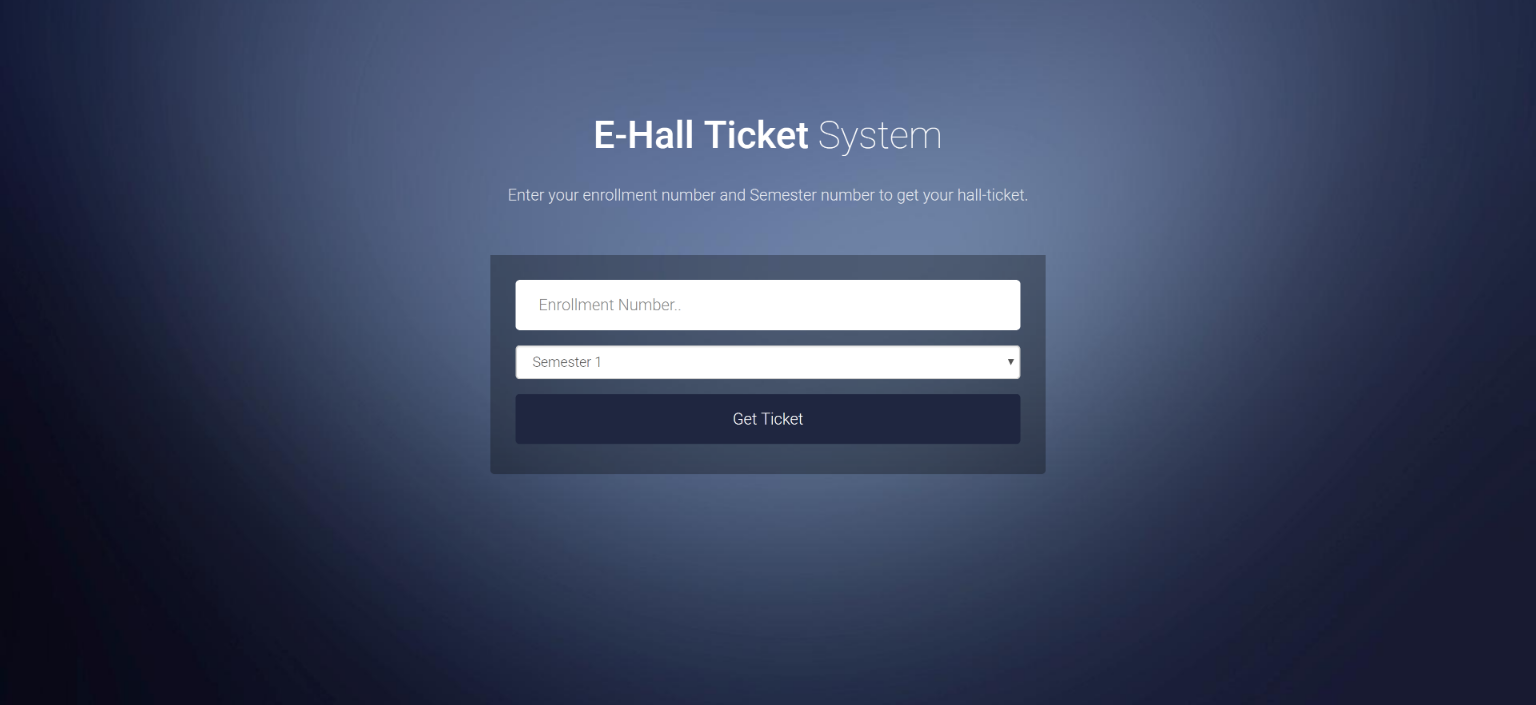 E-Hall Ticket System
Enter your enrollment number and Semester number to get your hall-ticket.
Enrollment Number..
Semester 1
Get Ticket